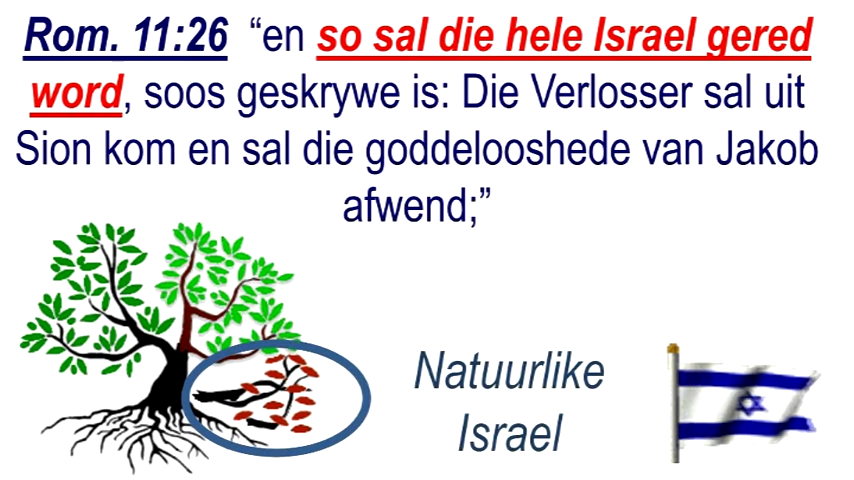 Rom. 11:26 “en so sal die hele Israel gered
word, soos geskrywe is: Die Verlosser sal uit
Sion kom en sal die goddelooshede van Jakob
afwend;”
Natuurlike
Israel